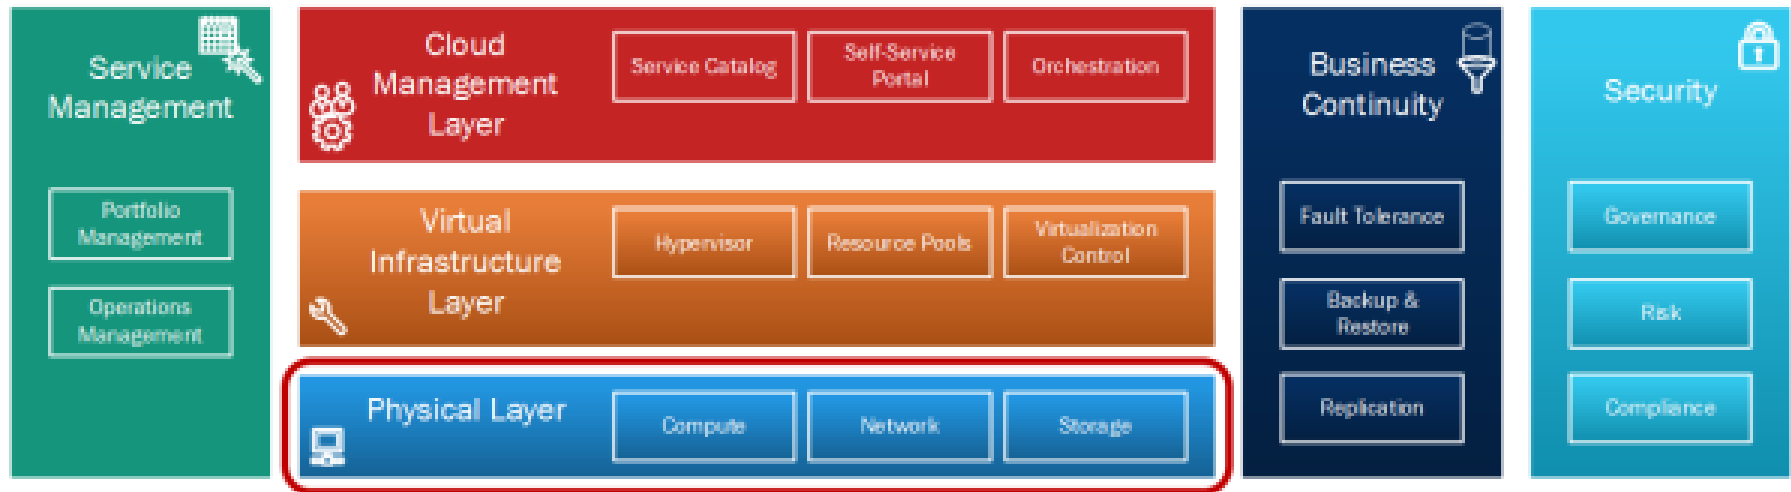 Service
Management
Portfolio
Management
Operations
Management
Cloud
Management
Layer
Service Catalog
Self-Service
Portal
Orchestration
Virtual
Infrastructure
Layer
Hypervisor
Resource Pools
Virtualization
Control
Physical Layer
Compute
Network
Storage
Business
Continuity
Fault Tolerance
Backup &
Restore
Replication
Security
Governance
Risk
Compliance